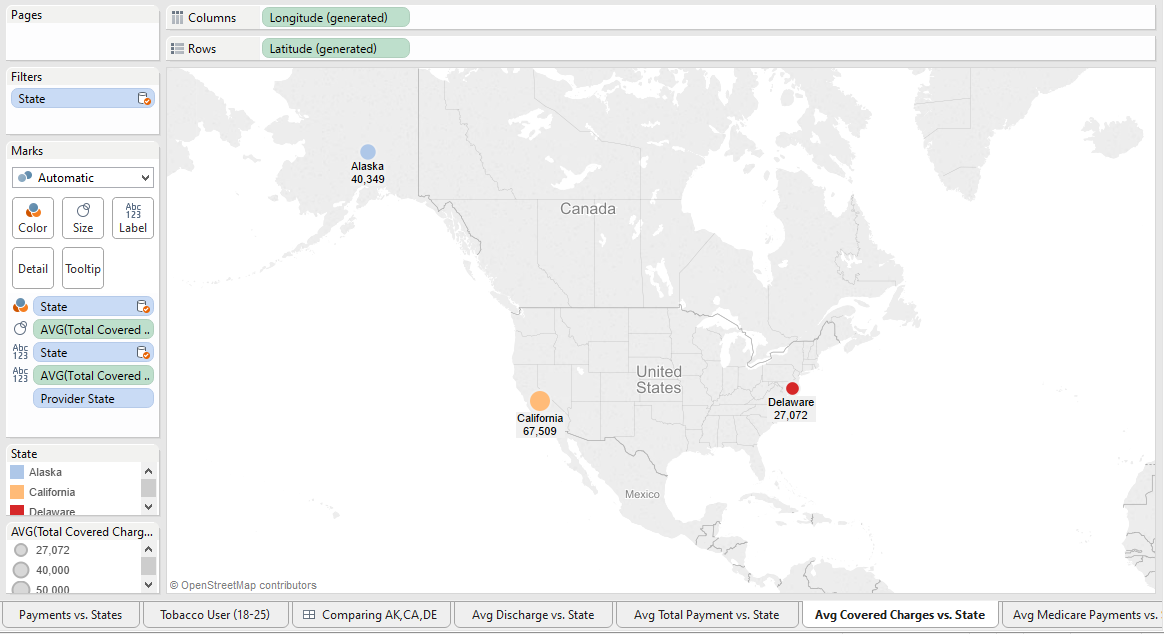 Pages
Columns
Longitude (generated)
Rows
Latitude (generated)
Filters
State
Marks
Automatic
Color
Size
Abc
123
Label
Detail
Tooltip
State
AVG(Total Covered ..
Abc
123
State
Abc
123
AVG(Total Covered ..
Provider State
State
Alaska
California
Delaware
AVG(Total Covered Charg...
27,072
40,000
50,000
Alaska
40,349
Canada
United
States
California
67,509
Delaware
27,072
Mexico
© OpenStreetMap contributors
Payments vs. States
Tobacco User (18-25)
Comparing AK,CA,DE
Avg Discharge vs. State
Avg Total Payment vs. State
Avg Covered Charges vs. State
Avg Medicare Payments vs.